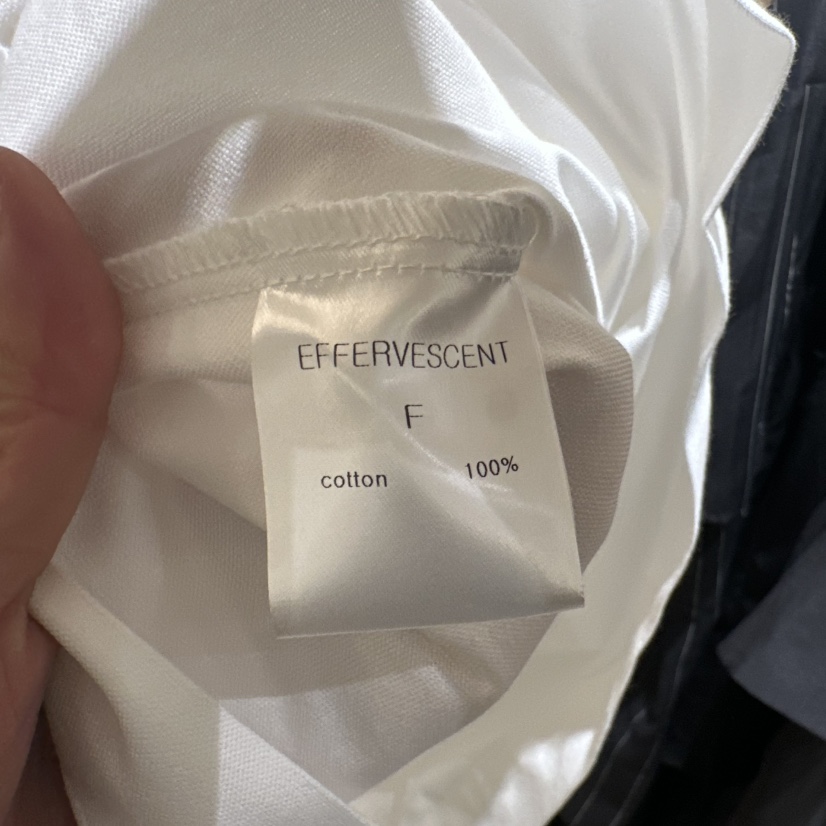 EFFERVESCENT
F
cotton 100%